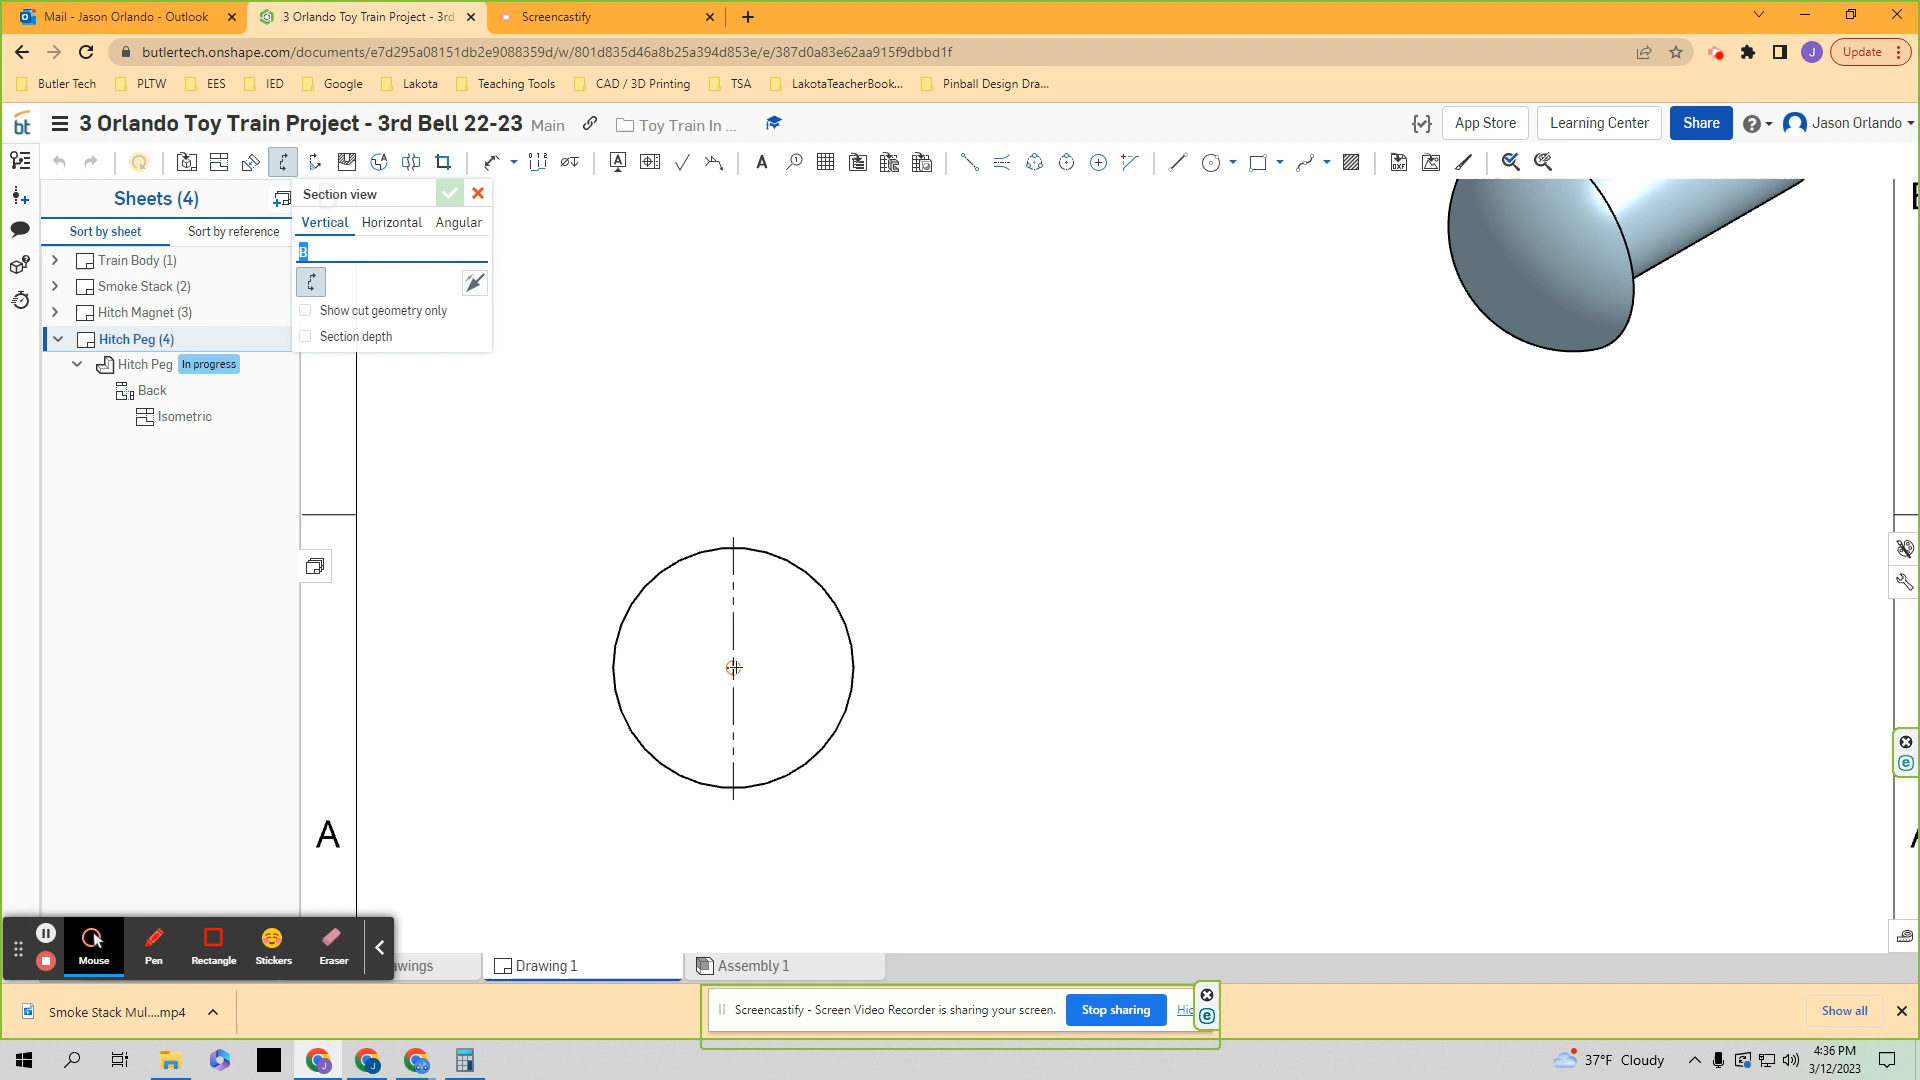 Mail - Jason Orlando - Outlook
3 Orlando Toy Train Project - 3rd
Screencastify
butlertech.onshape.com/documents/e7d295a08151db2e9088359d/w/801d835d46a8b25a394d853e/e/387d0a83e62aa915f9dbbd1f
J
Update
Butler Tech
PLTW
EES
IED
Google
Lakota
Teaching Tools
CAD / 3D Printing
TSA
LakotaTeacherBook...
Pinball Design Dra...
bt
3 Orlando Toy Train Project - 3rd Bell 22-23
Main
Toy Train In ...
App Store
Learning Center
Share
Jason Orlando
Sheets (4)
Sort by sheet
Sort by reference
Train Body (1)
Smoke Stack (2)
Hitch Magnet (3)
Hitch Peg (4)
Hitch Peg
In progress
Back
Isometric
Section view
Vertical
Horizontal
Angular
B
Show cut geometry only
Section depth
A
Mouse
Pen
Rectangle
Stickers
Eraser
awings
Drawing 1
Assembly 1
Smoke Stack Mul....mp4
Screencastify - Screen Video Recorder is sharing your screen.
Stop sharing
Show all
37°F Cloudy
4:36 PM
3/12/2023